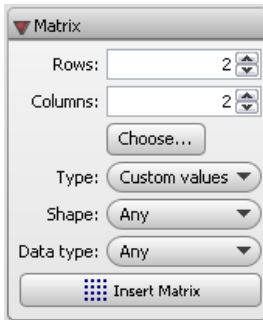 Matrix
Rows: 2
Columns: 2
Choose...
Type: Custom values
Shape: Any
Data type: Any
Insert Matrix